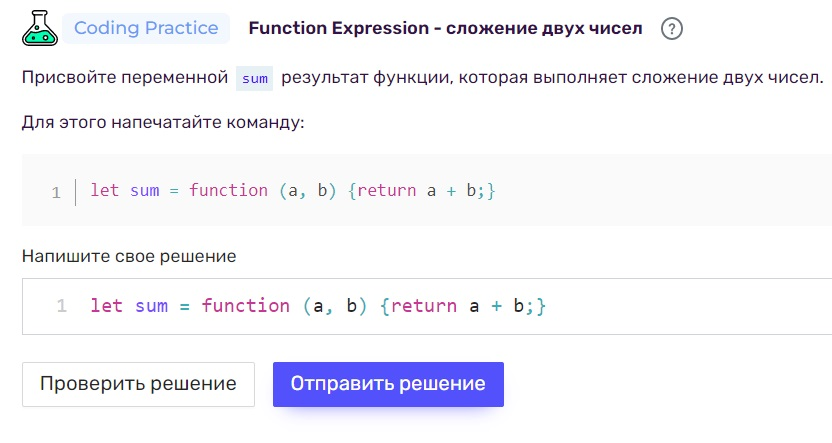 Coding Practice Function Expression - сложение двух чисел ?
Присвойте переменной sum результат функции, которая выполняет сложение двух чисел.
Для этого напечатайте команду:
1 let sum = function (a, b) {return a + b;}
Напишите свое решение
1 let sum = function (a, b) {return a + b;}
Проверить решение Отправить решение